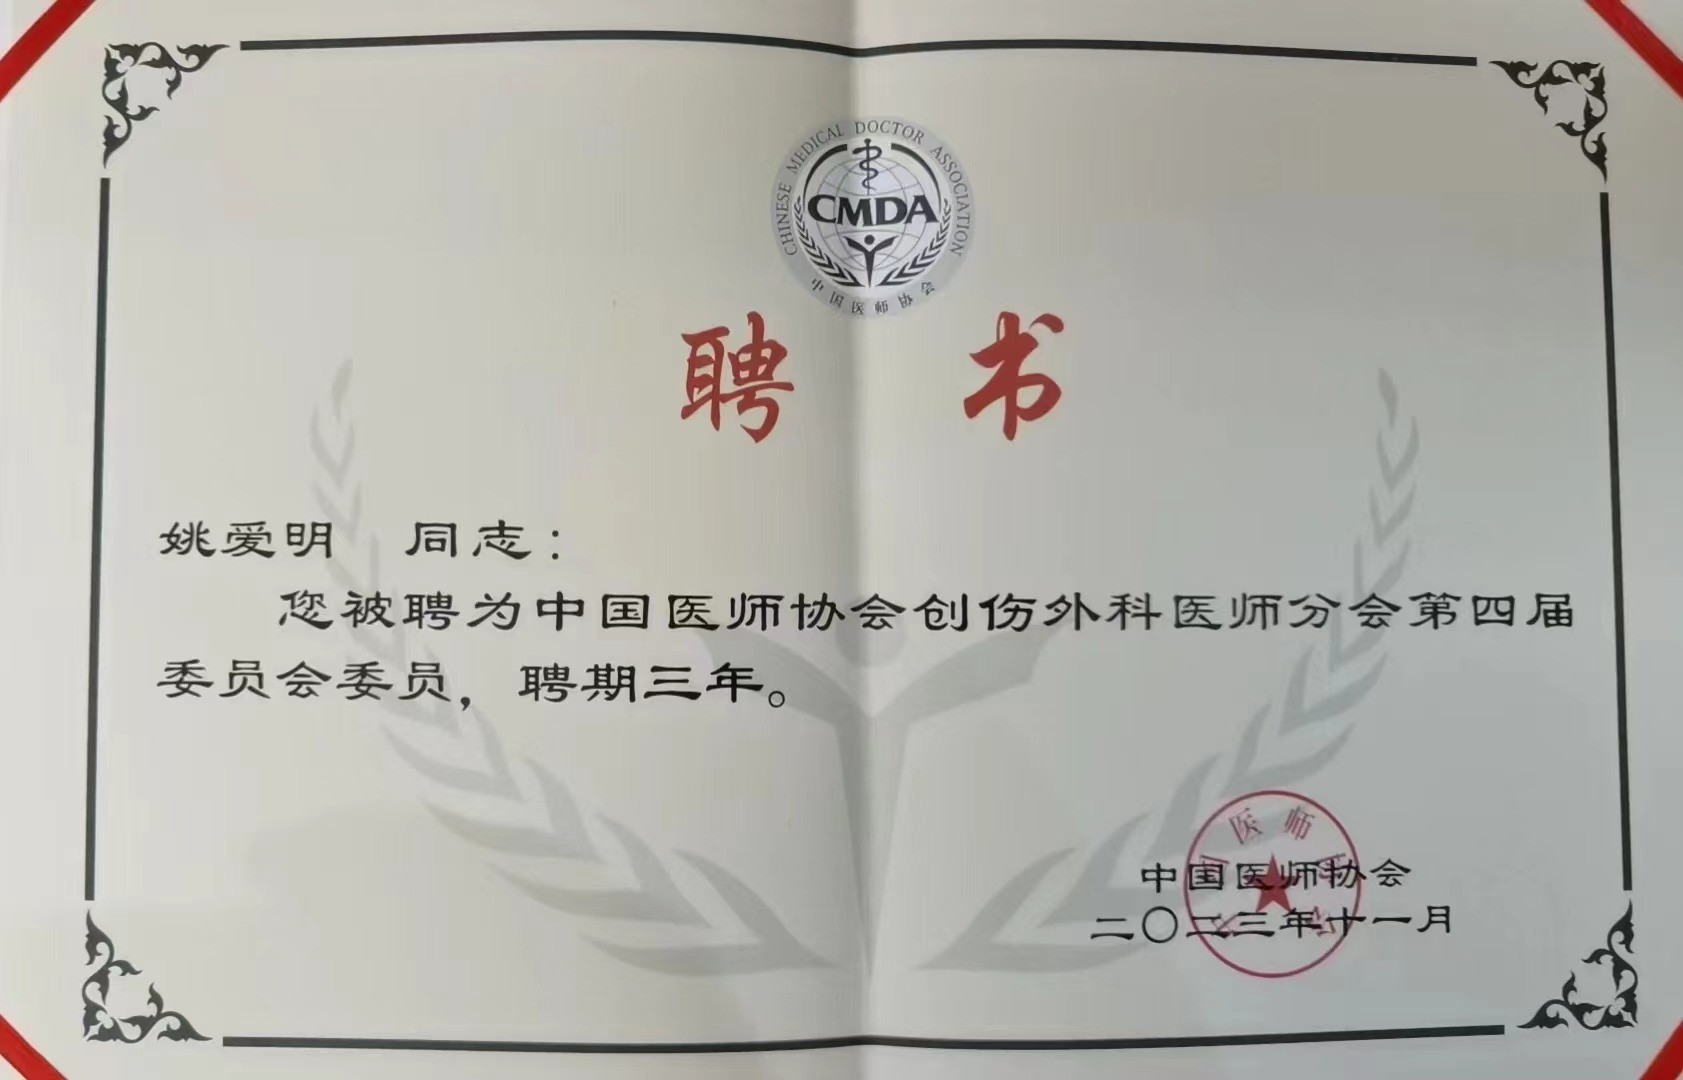 CHINESE MEDICAL DOCTOR ASSOCIATION
CMDA
中国医师协会
聘 书
姚爱明 同志：
您被聘为中国医师协会创伤外科医师分会第四届
委员会委员，聘期三年。
中国医师协会
二〇二三年十一月
医师